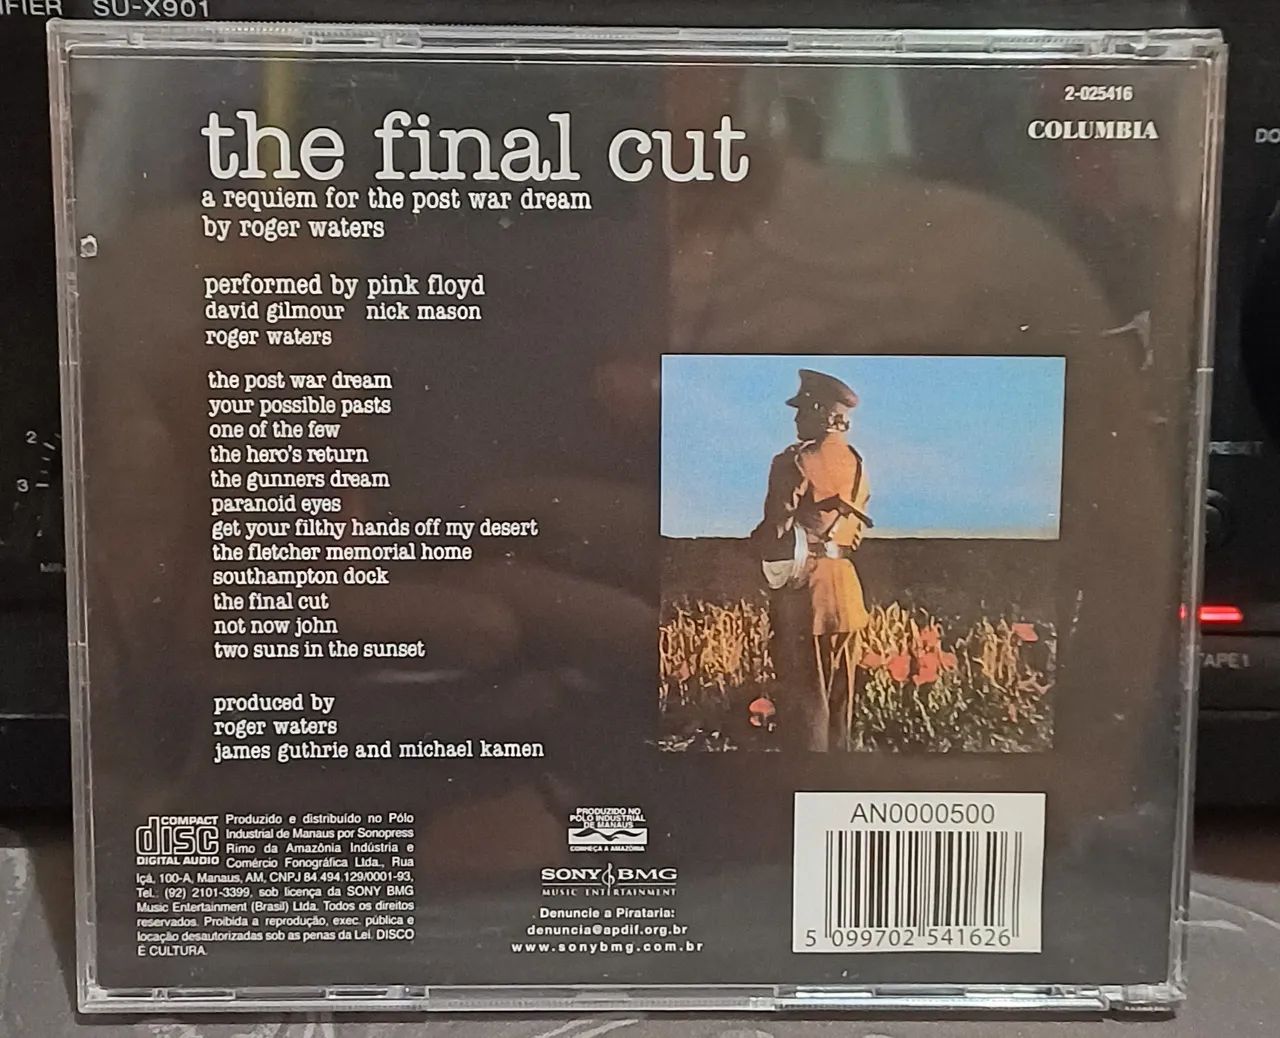 SU-X901
2-025416
COLUMBIA
the final cut
a requiem for the post war dream
by roger waters
performed by pink floyd
david gilmour nick mason
roger waters
the post war dream
your possible pasts
one of the few
the hero's return
the gunners dream
paranoid eyes
get your filthy hands off my desert
the fletcher memorial home
southampton dock
the final cut
not now john
two suns in the sunset
produced by
roger waters
james guthrie and michael kamen
2
3
TAPE1
COMPACT
disc
DIGITAL AUDIO
Produzido e distribuído no Pólo
Industrial de Manaus por Sonopress
Rimo da Amazônia Indústria e
Comércio Fonográfica Ltda., Rua
Içá, 100-A, Manaus, AM, CNPJ 84.494.129/0001-93,
Tel.: (92) 2101-3399, sob licença da SONY BMG
Music Entertainment (Brasil) Ltda. Todos os direitos
reservados. Proibida a reprodução, exec. pública e
locação desautorizadas sob as penas da Lei. DISCO
É CULTURA.
PRODUZIDO NO
PÓLO INDUSTRIAL
DE MANAUS
CONHEÇA A AMAZÔNIA
SONY BMG
MUSIC ENTERTAINMENT
Denuncie a Pirataria:
denuncia@apdif.org.br
www.sonybmg.com.br
AN0000500
5 099702 541626